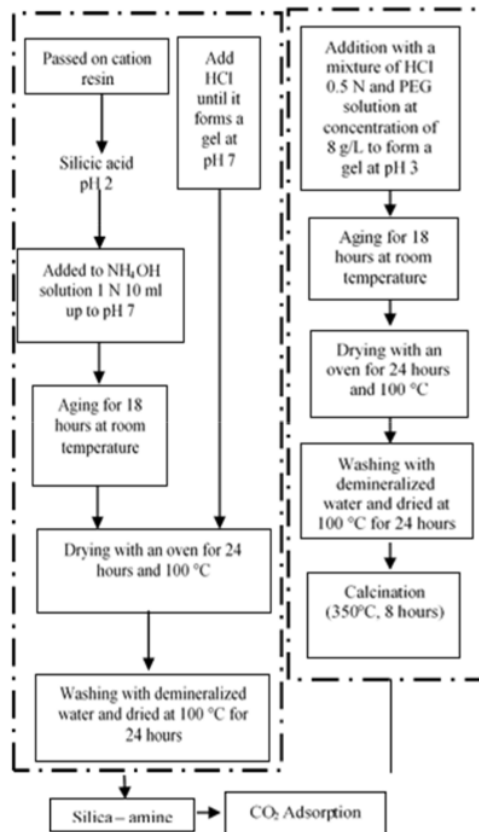 Passed on cation
resin
Silicic acid
pH 2
Added to NH₄OH
solution 1 N 10 ml
up to pH 7
Aging for 18
hours at room
temperature
Add
HCl
until it
forms a
gel at
pH 7
Drying with an oven for 24
hours and 100 °C
Washing with demineralized
water and dried at 100 °C for
24 hours
Addition with a
mixture of HCl
0.5 N and PEG
solution at
concentration of
8 g/L to form a
gel at pH 3
Aging for 18
hours at room
temperature
Drying with an
oven for 24 hours
and 100 °C
Washing with
demineralized
water and dried at
100 °C for 24 hours
Calcination
(350°C, 8 hours)
Silica – amine
CO₂ Adsorption